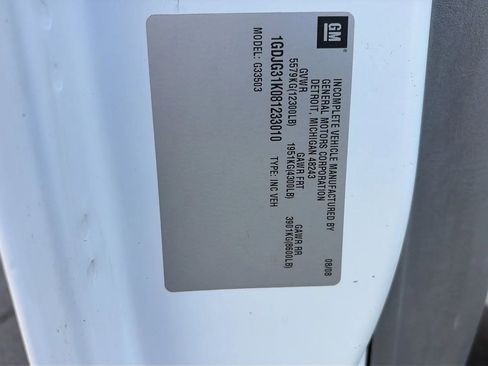 GM
INCOMPLETE VEHICLE MANUFACTURED BY
GENERAL MOTORS CORPORATION
DETROIT, MICHIGAN 48243
08/08
GVWR GAWR FRT GAWR RR
5579KG(12300LB) 1951KG(4300LB) 3901KG(8600LB)
1GDJG31K081233010 TYPE: INC VEH
MODEL: G33503